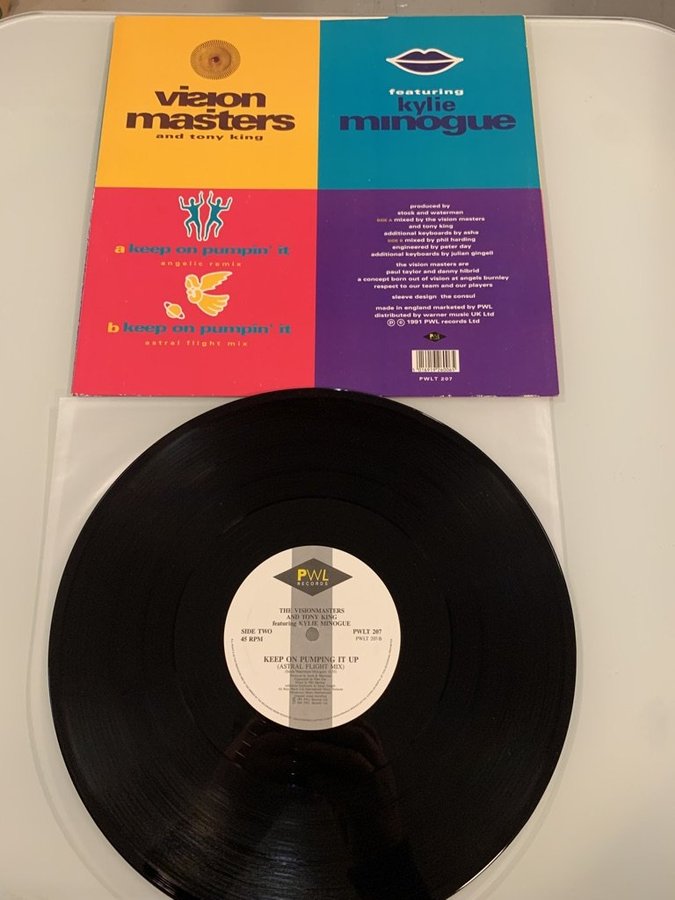 vision
masters
and tony king
featuring
kylie
minogue
a keep on pumpin' it
angelic remix
b keep on pumpin' it
astral flight mix
produced by
stock and waterman
SIDE A mixed by the vision masters
and tony king
additional keyboards by asha
SIDE B mixed by phil harding
engineered by peter day
additional keyboards by julian gingell
the vision masters are
paul taylor and danny hibrid
a concept born out of vision at angels burnley
respect to our team and our players
sleeve design the consul
made in england marketed by PWL
distributed by warner music UK Ltd
℗ © 1991 PWL records Ltd
PWLT 207
PWL
RECORDS
THE VISIONMASTERS
AND TONY KING
featuring KYLIE MINOGUE
SIDE TWO
45 RPM
PWLT 207
PWLT 207/B
KEEP ON PUMPING IT UP
(ASTRAL FLIGHT MIX)